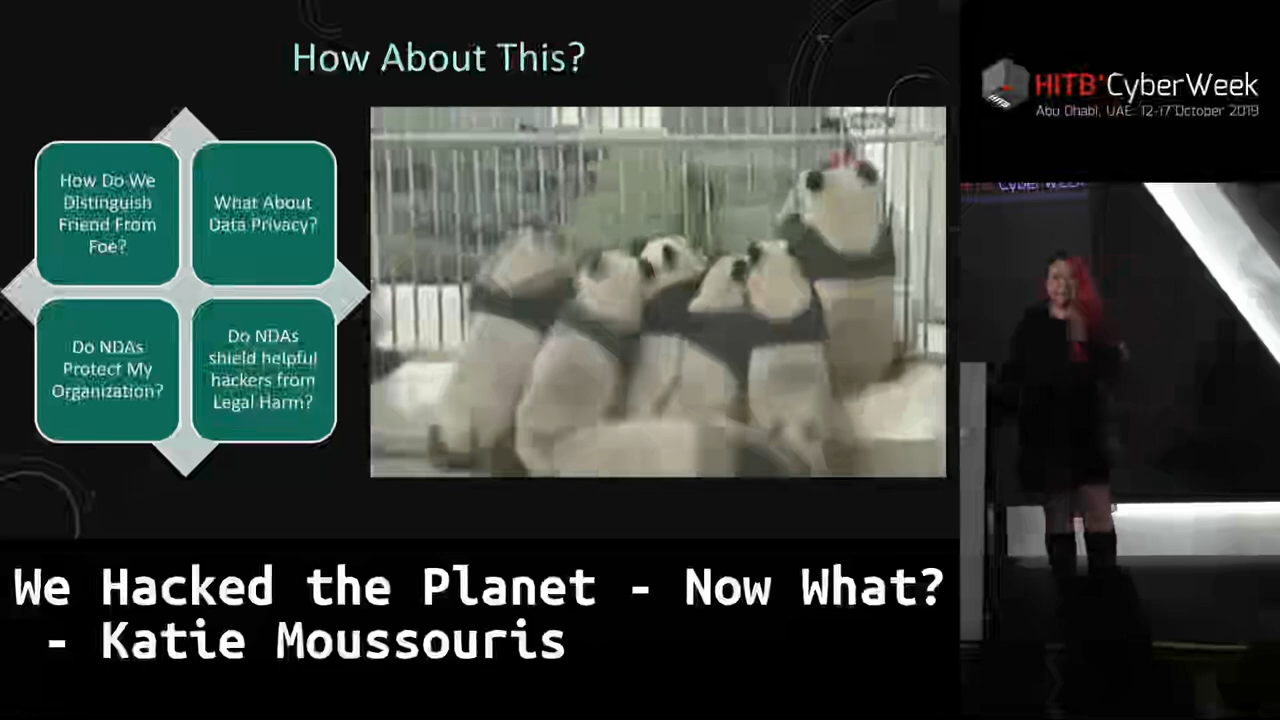 How About This?
How Do We
Distinguish
Friend From
Foe?
What About
Data Privacy?
Do NDAs
Protect My
Organization?
Do NDAs
shield helpful
hackers from
Legal Harm?
HITB+CyberWeek
Abu Dhabi, UAE: 12-17 October 2019
HITB
CyberWeek
We Hacked the Planet - Now What?
- Katie Moussouris